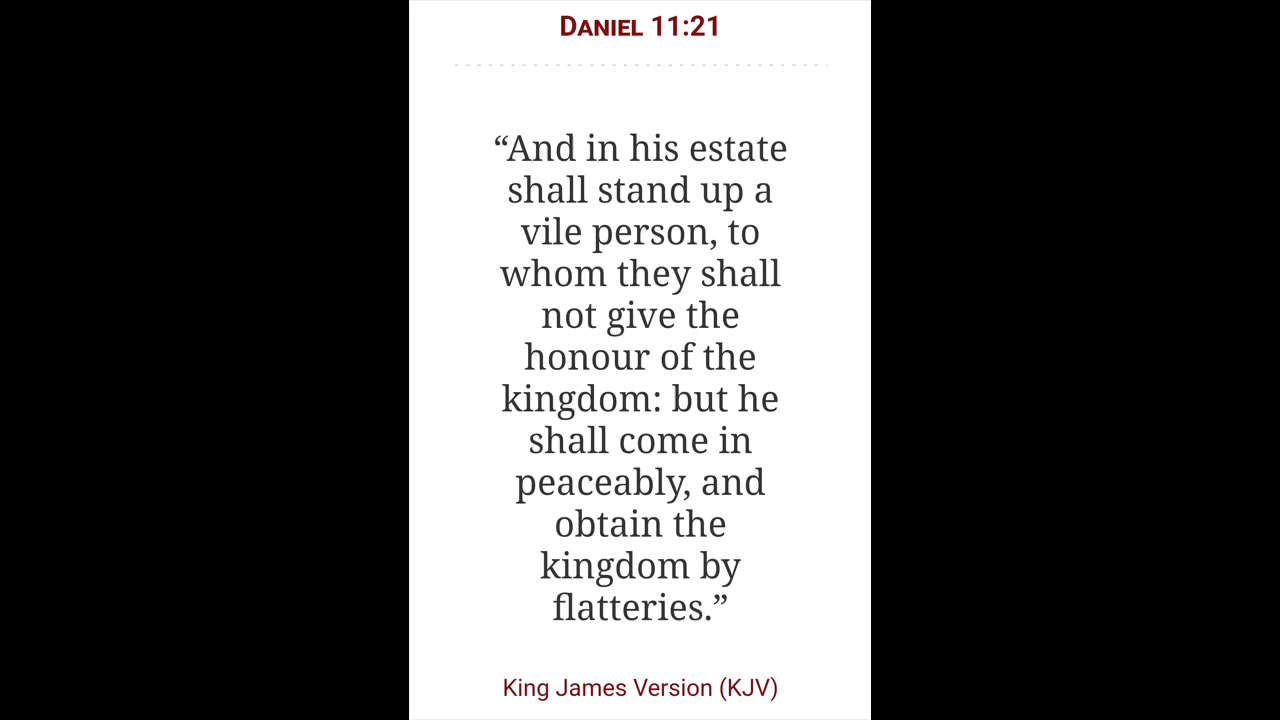 Daniel 11:21
“And in his estate
shall stand up a
vile person, to
whom they shall
not give the
honour of the
kingdom: but he
shall come in
peaceably, and
obtain the
kingdom by
flatteries.”
King James Version (KJV)